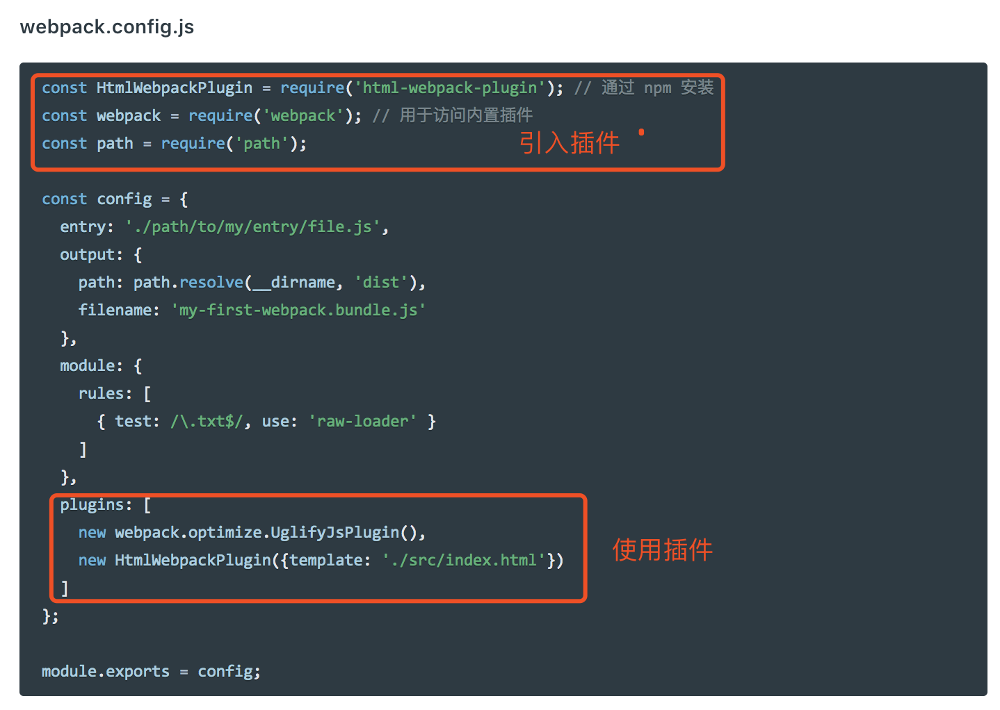 webpack.config.js
const HtmlWebpackPlugin = require('html-webpack-plugin'); // 通过 npm 安装
const webpack = require('webpack'); // 用于访问内置插件
const path = require('path');
引入插件
const config = {
  entry: './path/to/my/entry/file.js',
  output: {
    path: path.resolve(__dirname, 'dist'),
    filename: 'my-first-webpack.bundle.js'
  },
  module: {
    rules: [
      { test: /\.txt$/, use: 'raw-loader' }
    ]
  },
  plugins: [
    new webpack.optimize.UglifyJsPlugin(),
    new HtmlWebpackPlugin({template: './src/index.html'})
使用插件
  ]
};
module.exports = config;